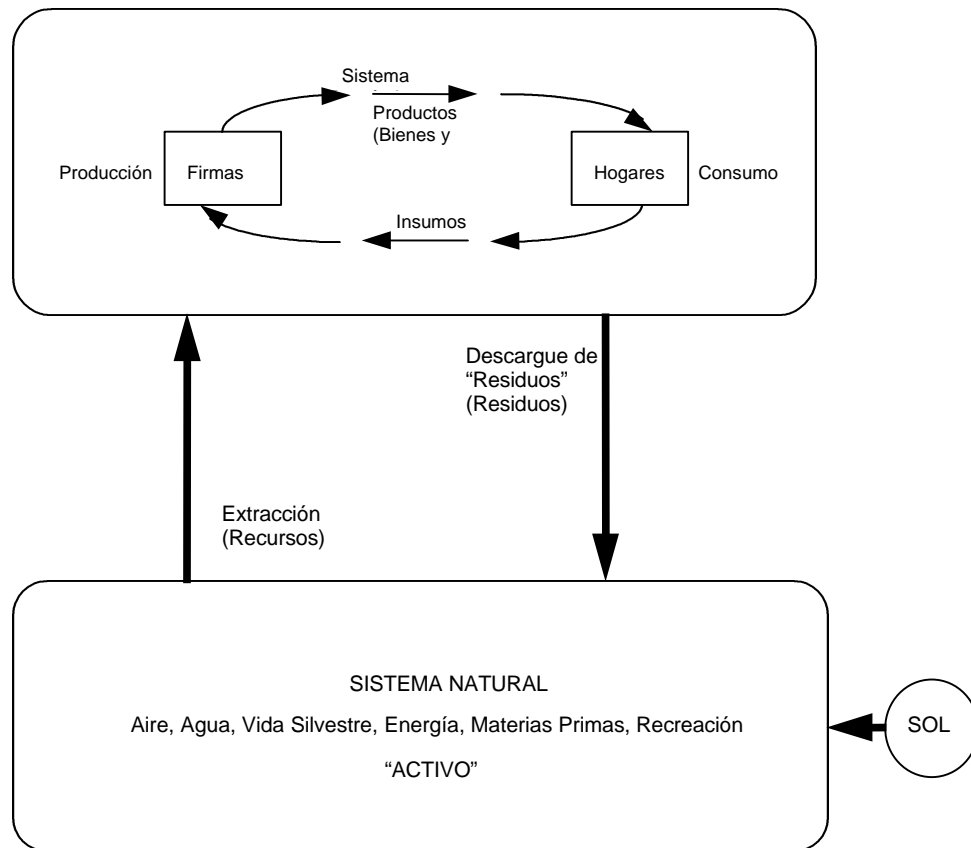 Sistema
Productos
(Bienes y
Producción
Firmas
Hogares
Consumo
Insumos
Descargue de
“Residuos”
(Residuos)
Extracción
(Recursos)
SISTEMA NATURAL
Aire, Agua, Vida Silvestre, Energía, Materias Primas, Recreación
“ACTIVO”
SOL